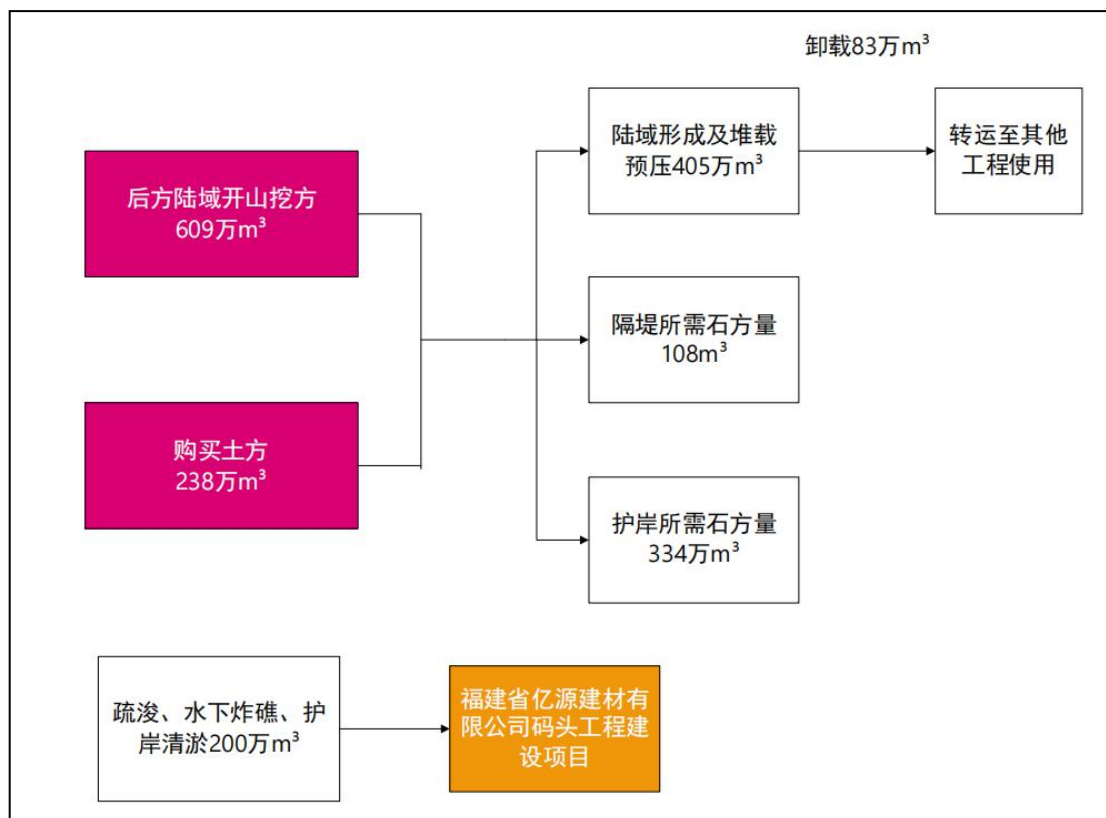 卸载83万m³
陆域形成及堆载
预压405万m³
转运至其他
工程使用
后方陆域开山挖方
609万m³
隔堤所需石方量
108m³
购买土方
238万m³
护岸所需石方量
334万m³
疏浚、水下炸礁、护
岸清淤200万m³
福建省亿源建材有
限公司码头工程建
设项目